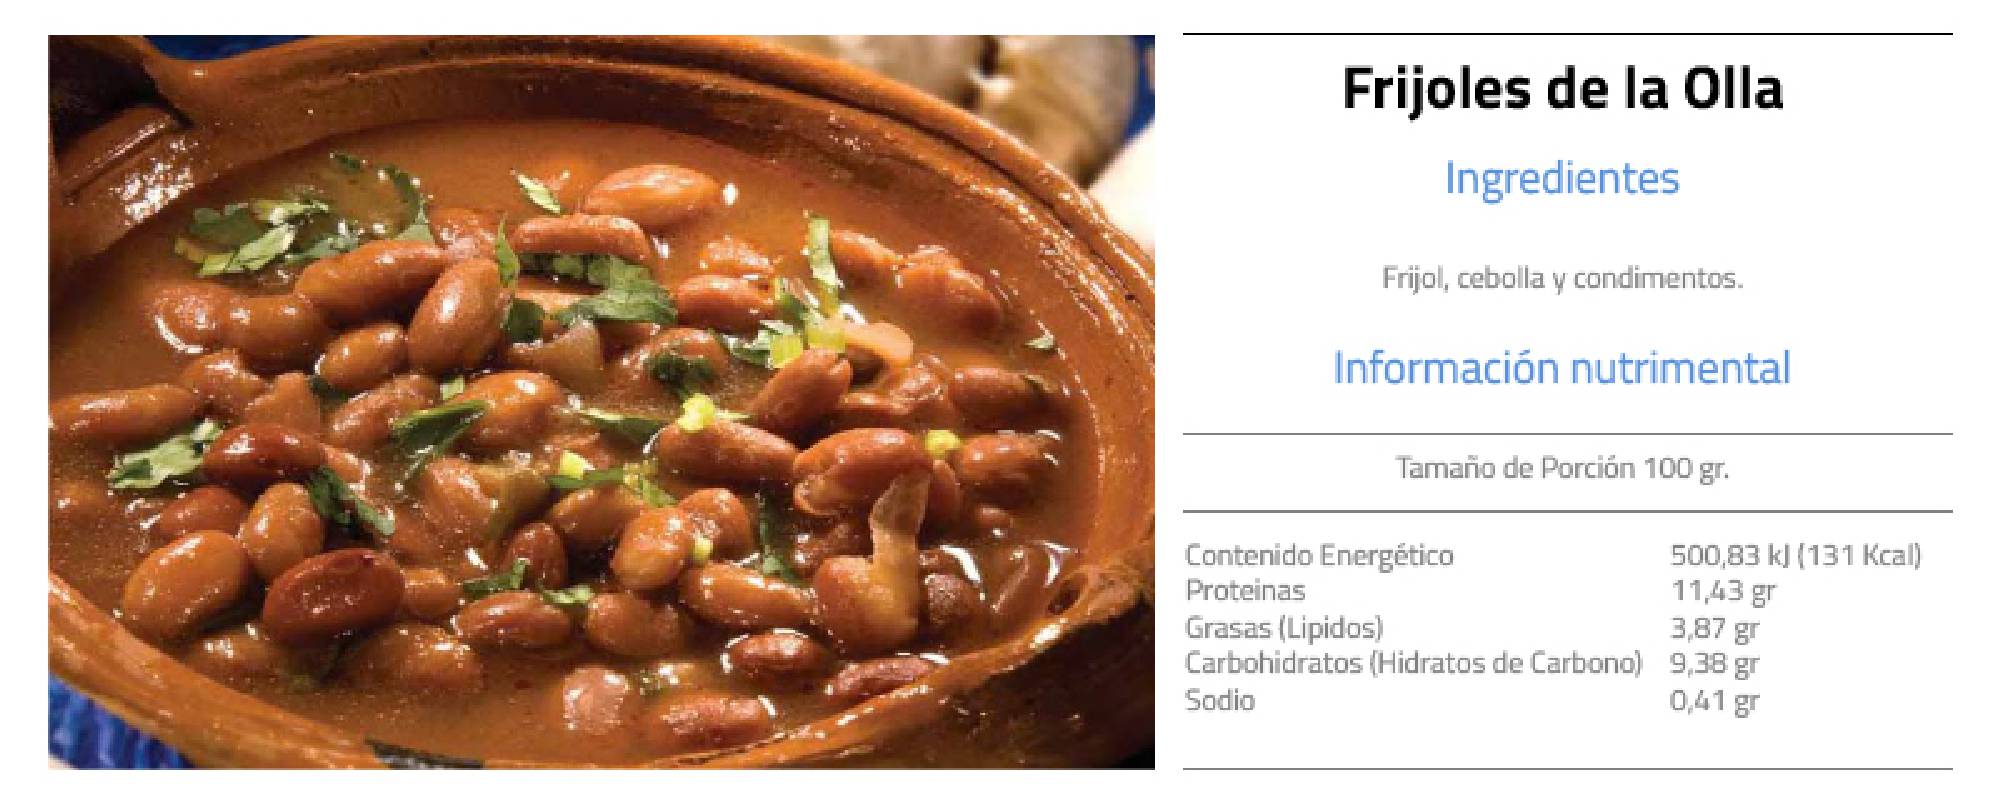 Frijoles de la Olla
Ingredientes
Frijol, cebolla y condimentos.
Información nutrimental
Tamaño de Porción 100 gr.
Contenido Energético 500,83 kJ (131 Kcal)
Proteinas 11,43 gr
Grasas (Lipidos) 3,87 gr
Carbohidratos (Hidratos de Carbono) 9,38 gr
Sodio 0,41 gr